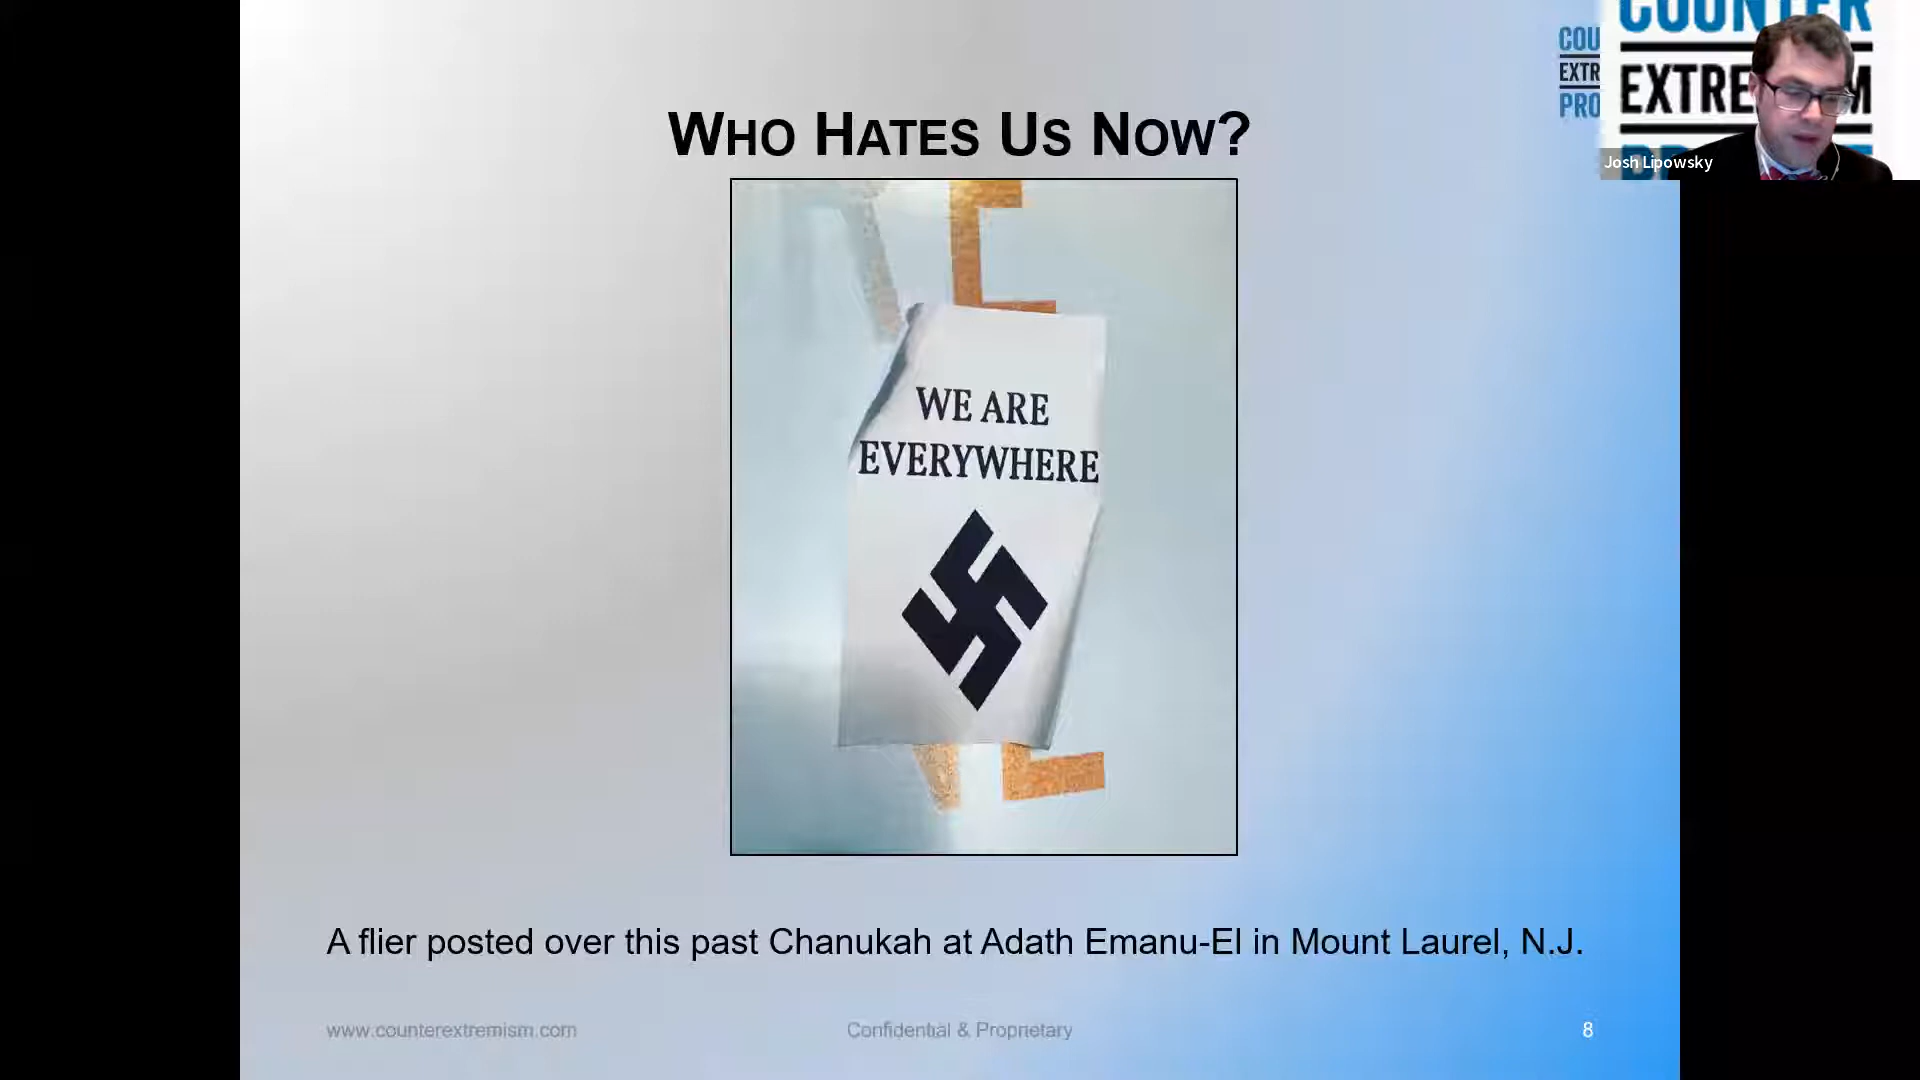 WHO HATES US NOW?
WE ARE
EVERYWHERE
A flier posted over this past Chanukah at Adath Emanu-El in Mount Laurel, N.J.
www.counterextremism.com
Confidential & Proprietary
8
COU
EXTR
PRO
COUNTER
EXTRE M
Josh Lipowsky